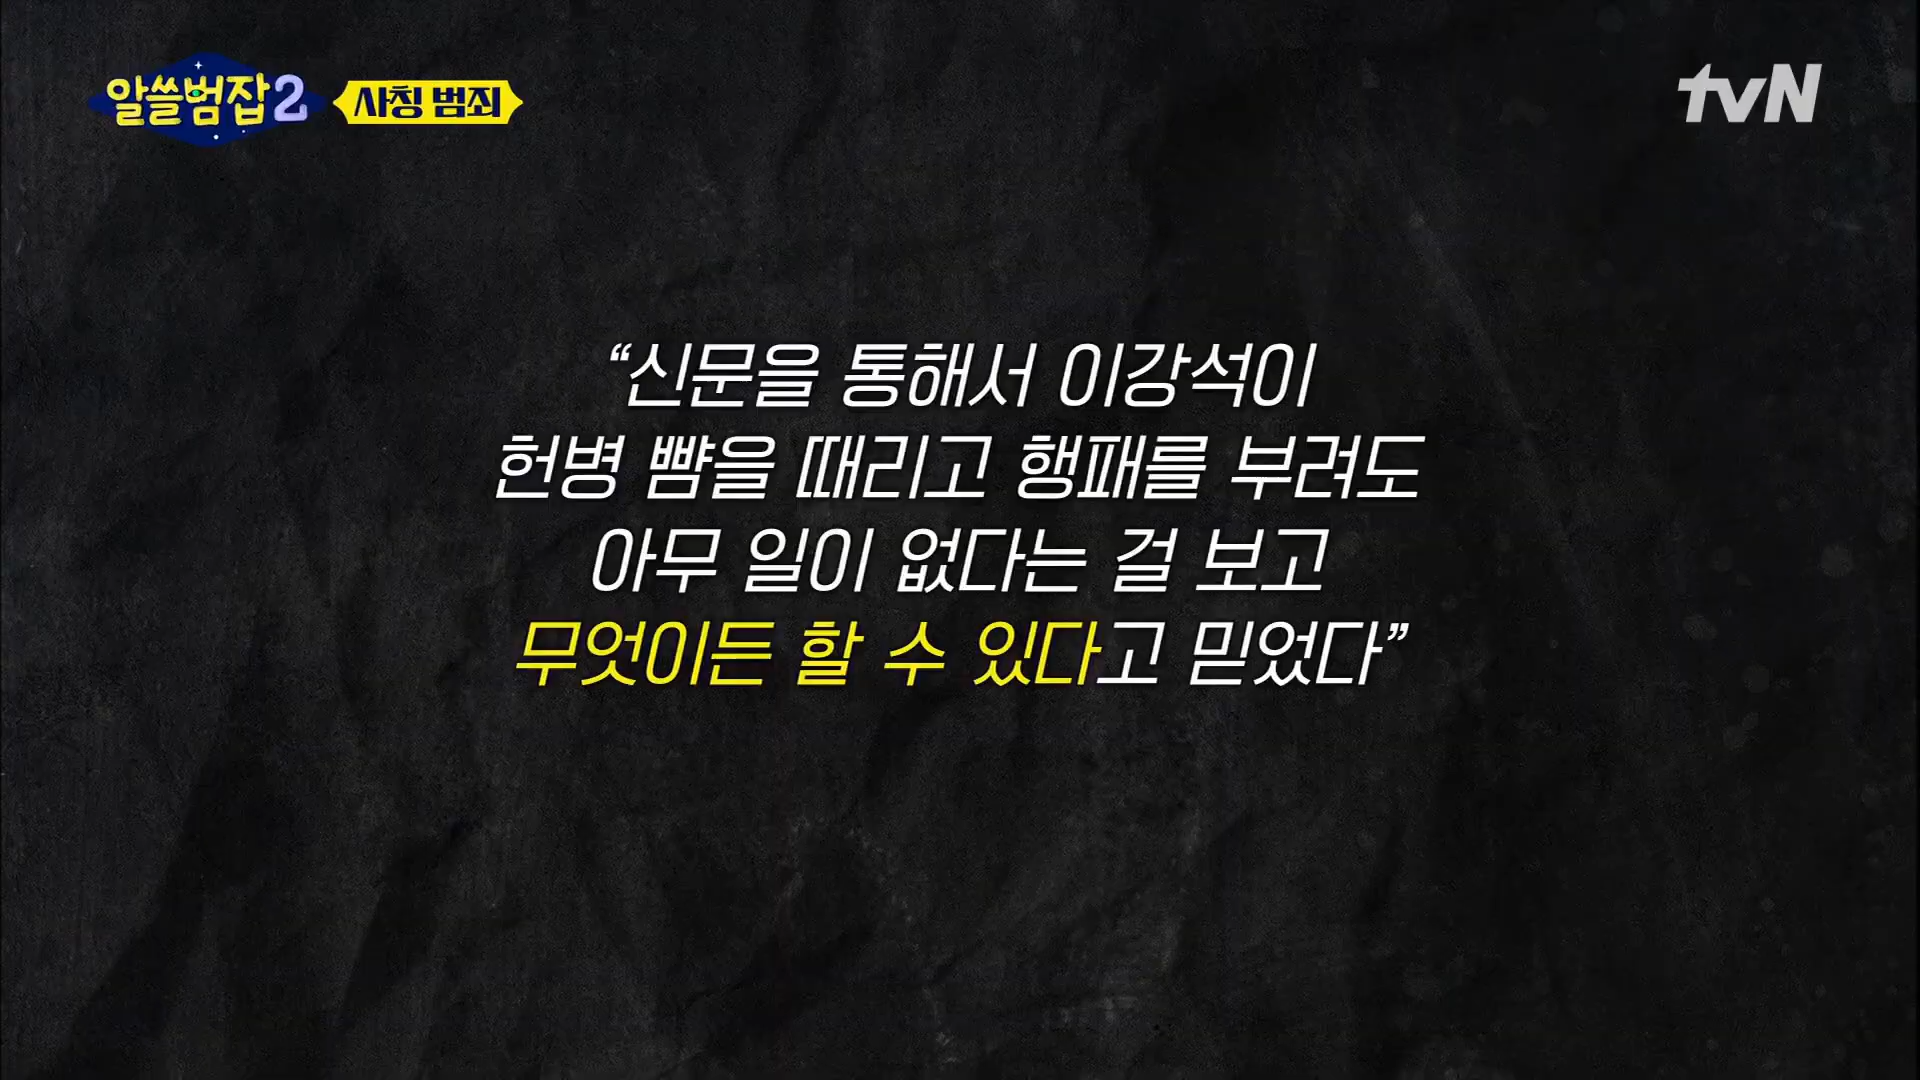 알쓸범잡2
사칭 범죄
tvN
“신문을 통해서 이강석이
헌병 뺨을 때리고 행패를 부려도
아무 일이 없다는 걸 보고
무엇이든 할 수 있다고 믿었다”